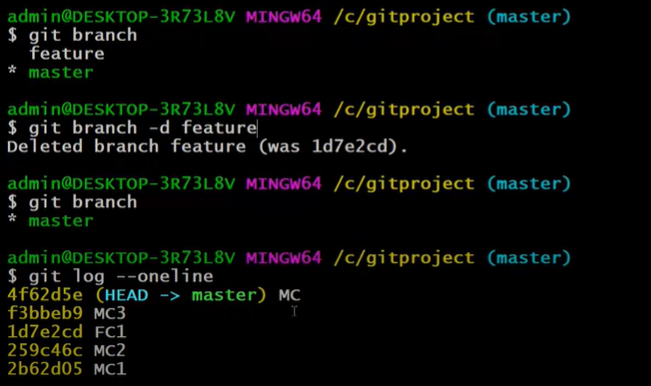 admin@DESKTOP-3R73L8V MINGW64 /c/gitproject (master)
$ git branch
  feature
* master
admin@DESKTOP-3R73L8V MINGW64 /c/gitproject (master)
$ git branch -d feature
Deleted branch feature (was 1d7e2cd).
admin@DESKTOP-3R73L8V MINGW64 /c/gitproject (master)
$ git branch
* master
admin@DESKTOP-3R73L8V MINGW64 /c/gitproject (master)
$ git log --oneline
4f62d5e (HEAD -> master) MC
f3bbeb9 MC3
1d7e2cd FC1
259c46c MC2
2b62d05 MC1